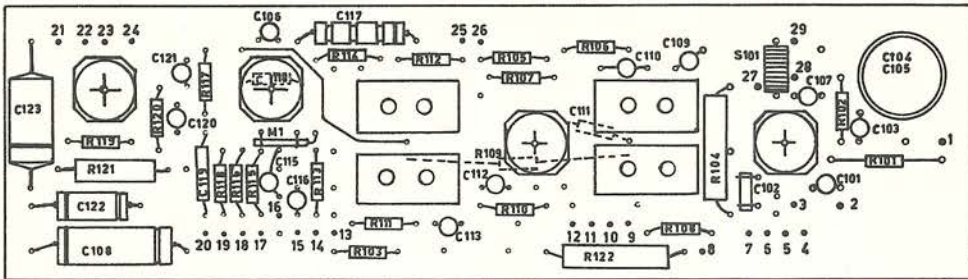 21 22 23 24 C106 C117 25 26 29
R114 R112 R105 R106 C110 C109 S101 C104
C105
C121 R117 R107 27 28 C107
C123 R120 C120 C111 R102 C103 1
R119 M1 R109 R101
R121 C119 R118 R116 R115 C115 C116 R113 C112 R104 C102 C101
C122 16 R110 3 2
C108 20 19 18 17 15 14 13 R111 C113 12 11 10 9 R108 7 6 5 4
R103 R122 8